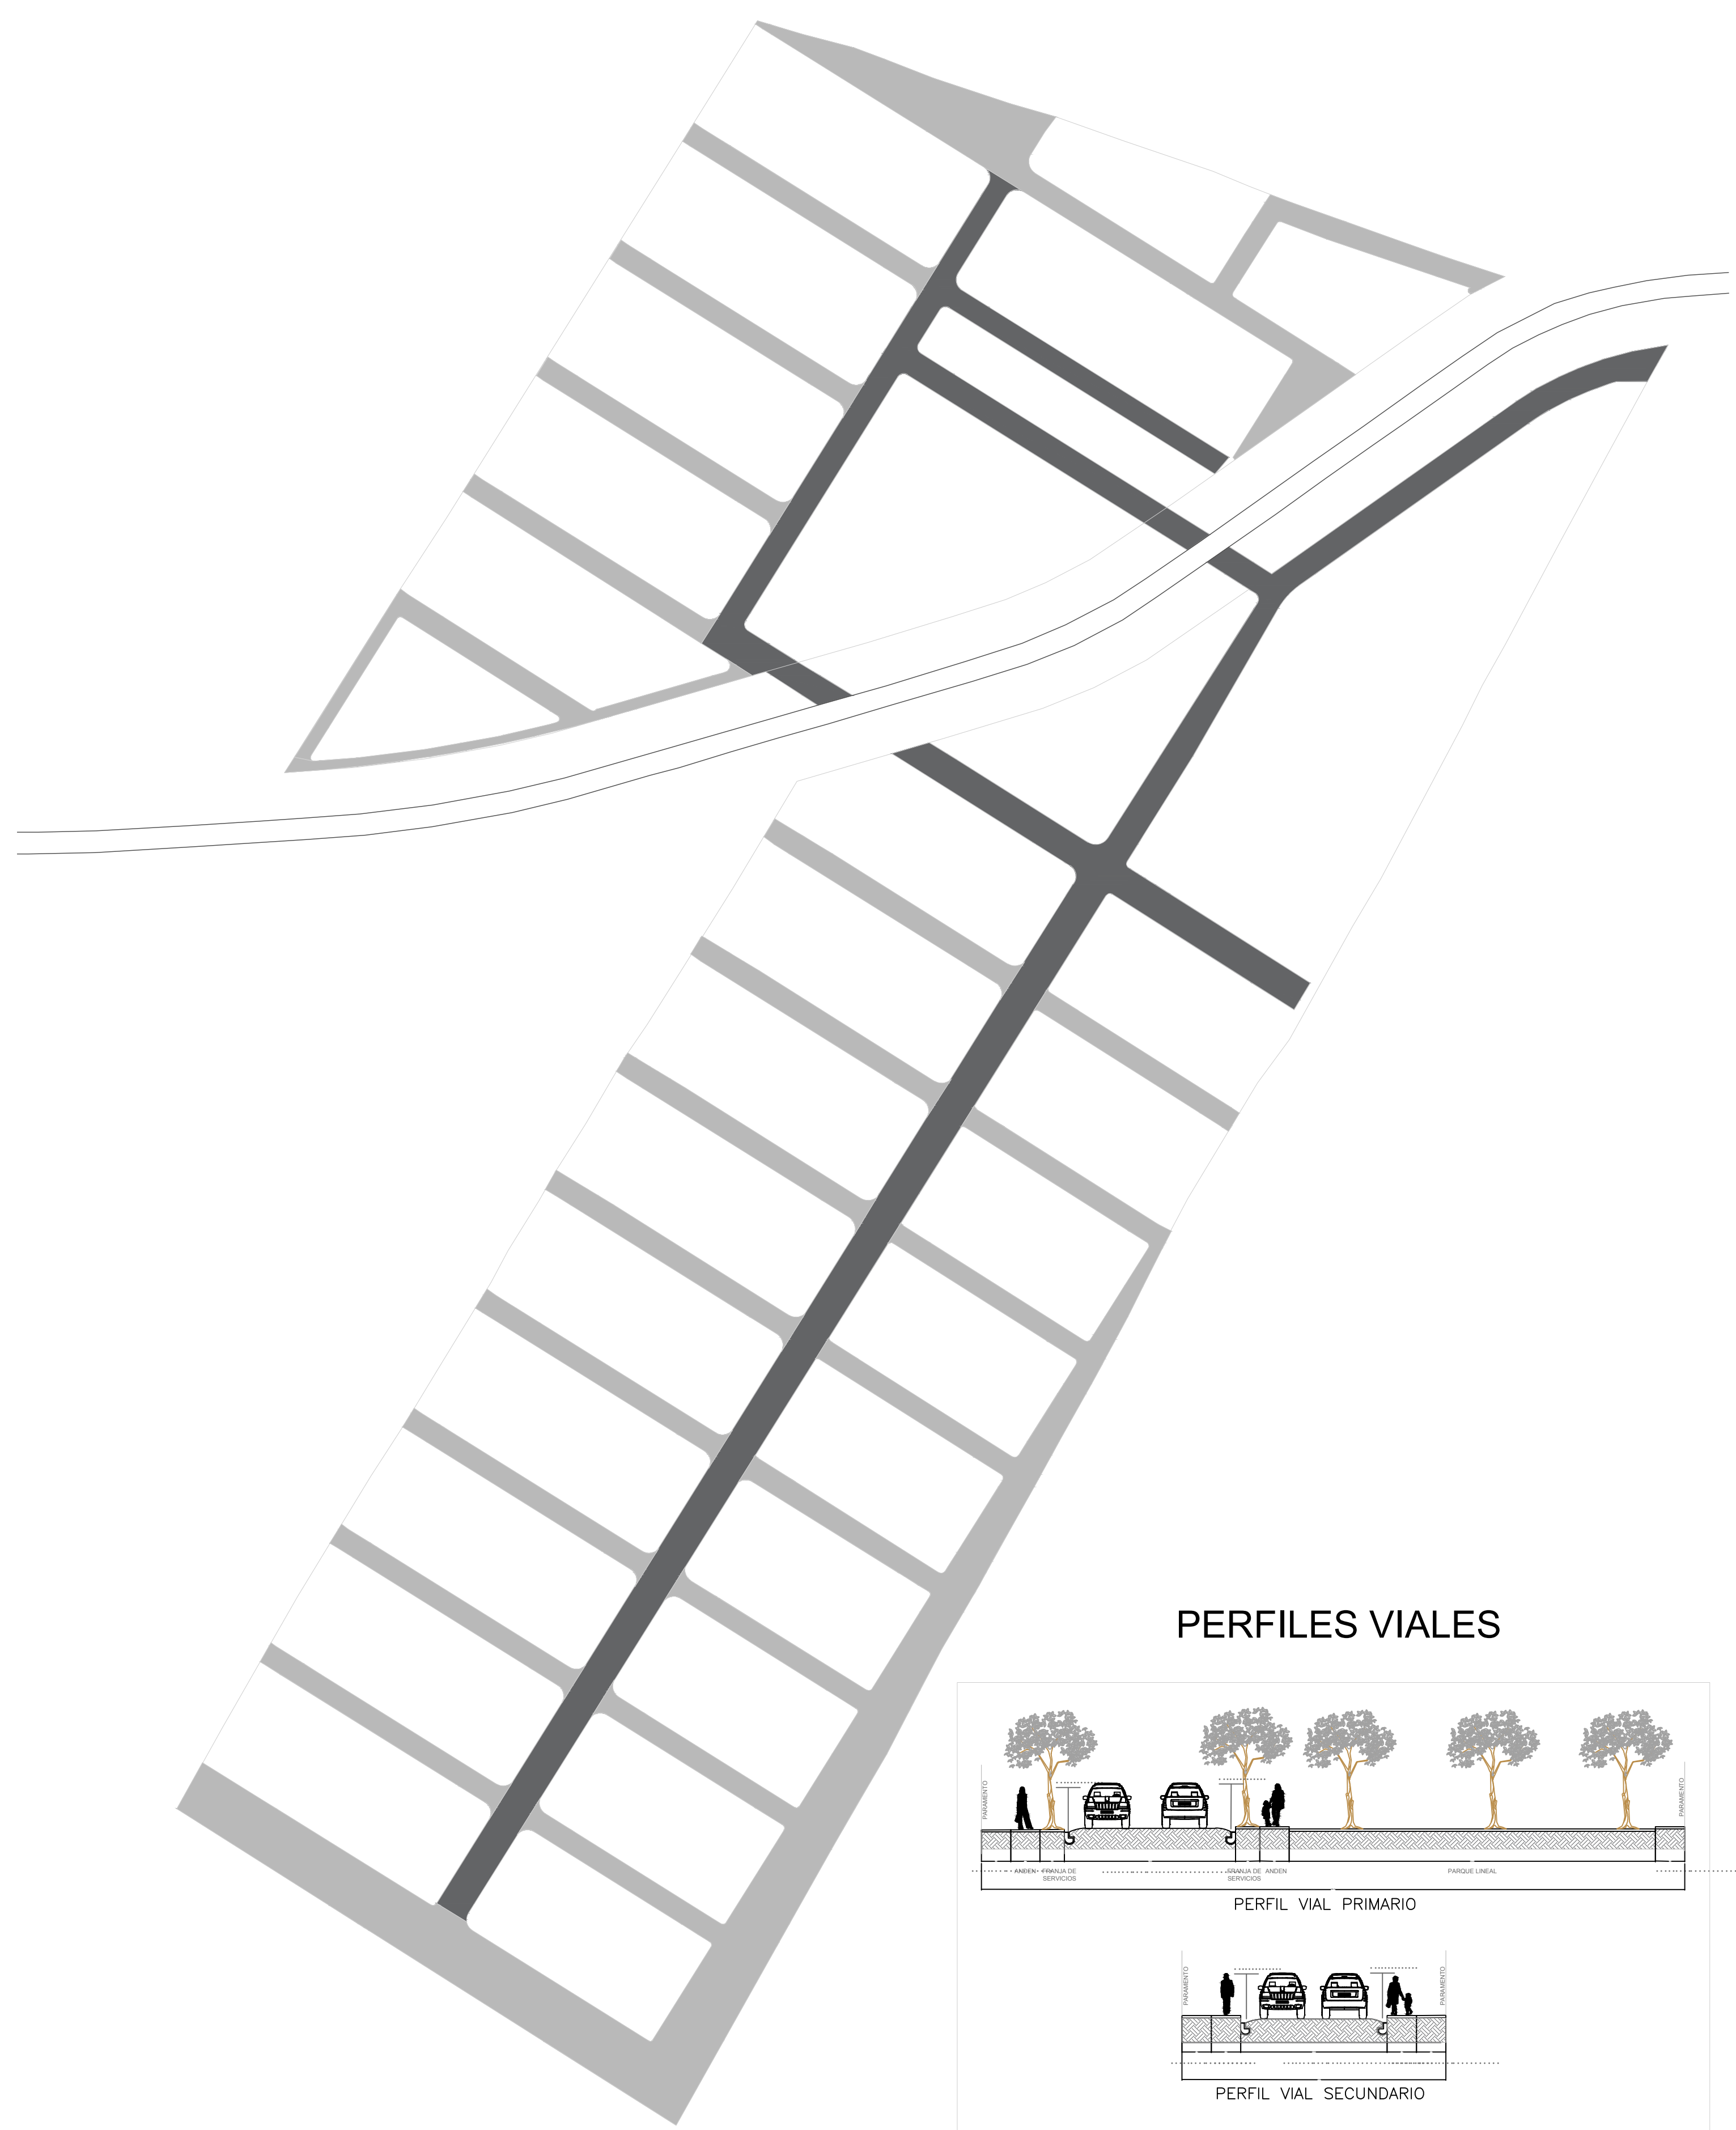 PERFILES VIALES
PARAMENTO
PARAMENTO
ANDEN
FRANJA DE
SERVICIOS
FRANJA DE
SERVICIOS
ANDEN
PARQUE LINEAL
PERFIL VIAL PRIMARIO
PARAMENTO
PARAMENTO
PERFIL VIAL SECUNDARIO